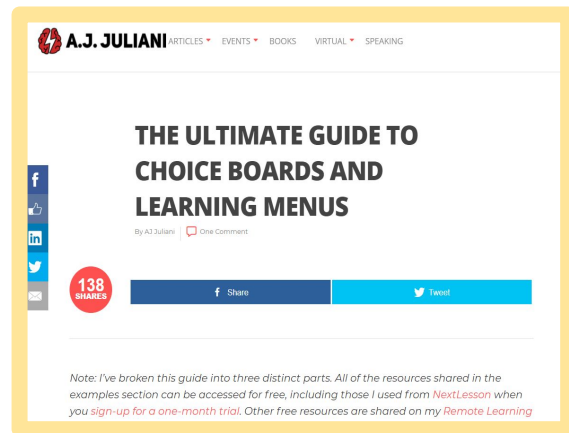 A.J. JULIANI ARTICLES EVENTS BOOKS VIRTUAL SPEAKING
THE ULTIMATE GUIDE TO
CHOICE BOARDS AND
LEARNING MENUS
By AJ Juliani One Comment
138
SHARES
Share Tweet
Note: I've broken this guide into three distinct parts. All of the resources shared in the
examples section can be accessed for free, including those I used from NextLesson when
you sign-up for a one-month trial. Other free resources are shared on my Remote Learning